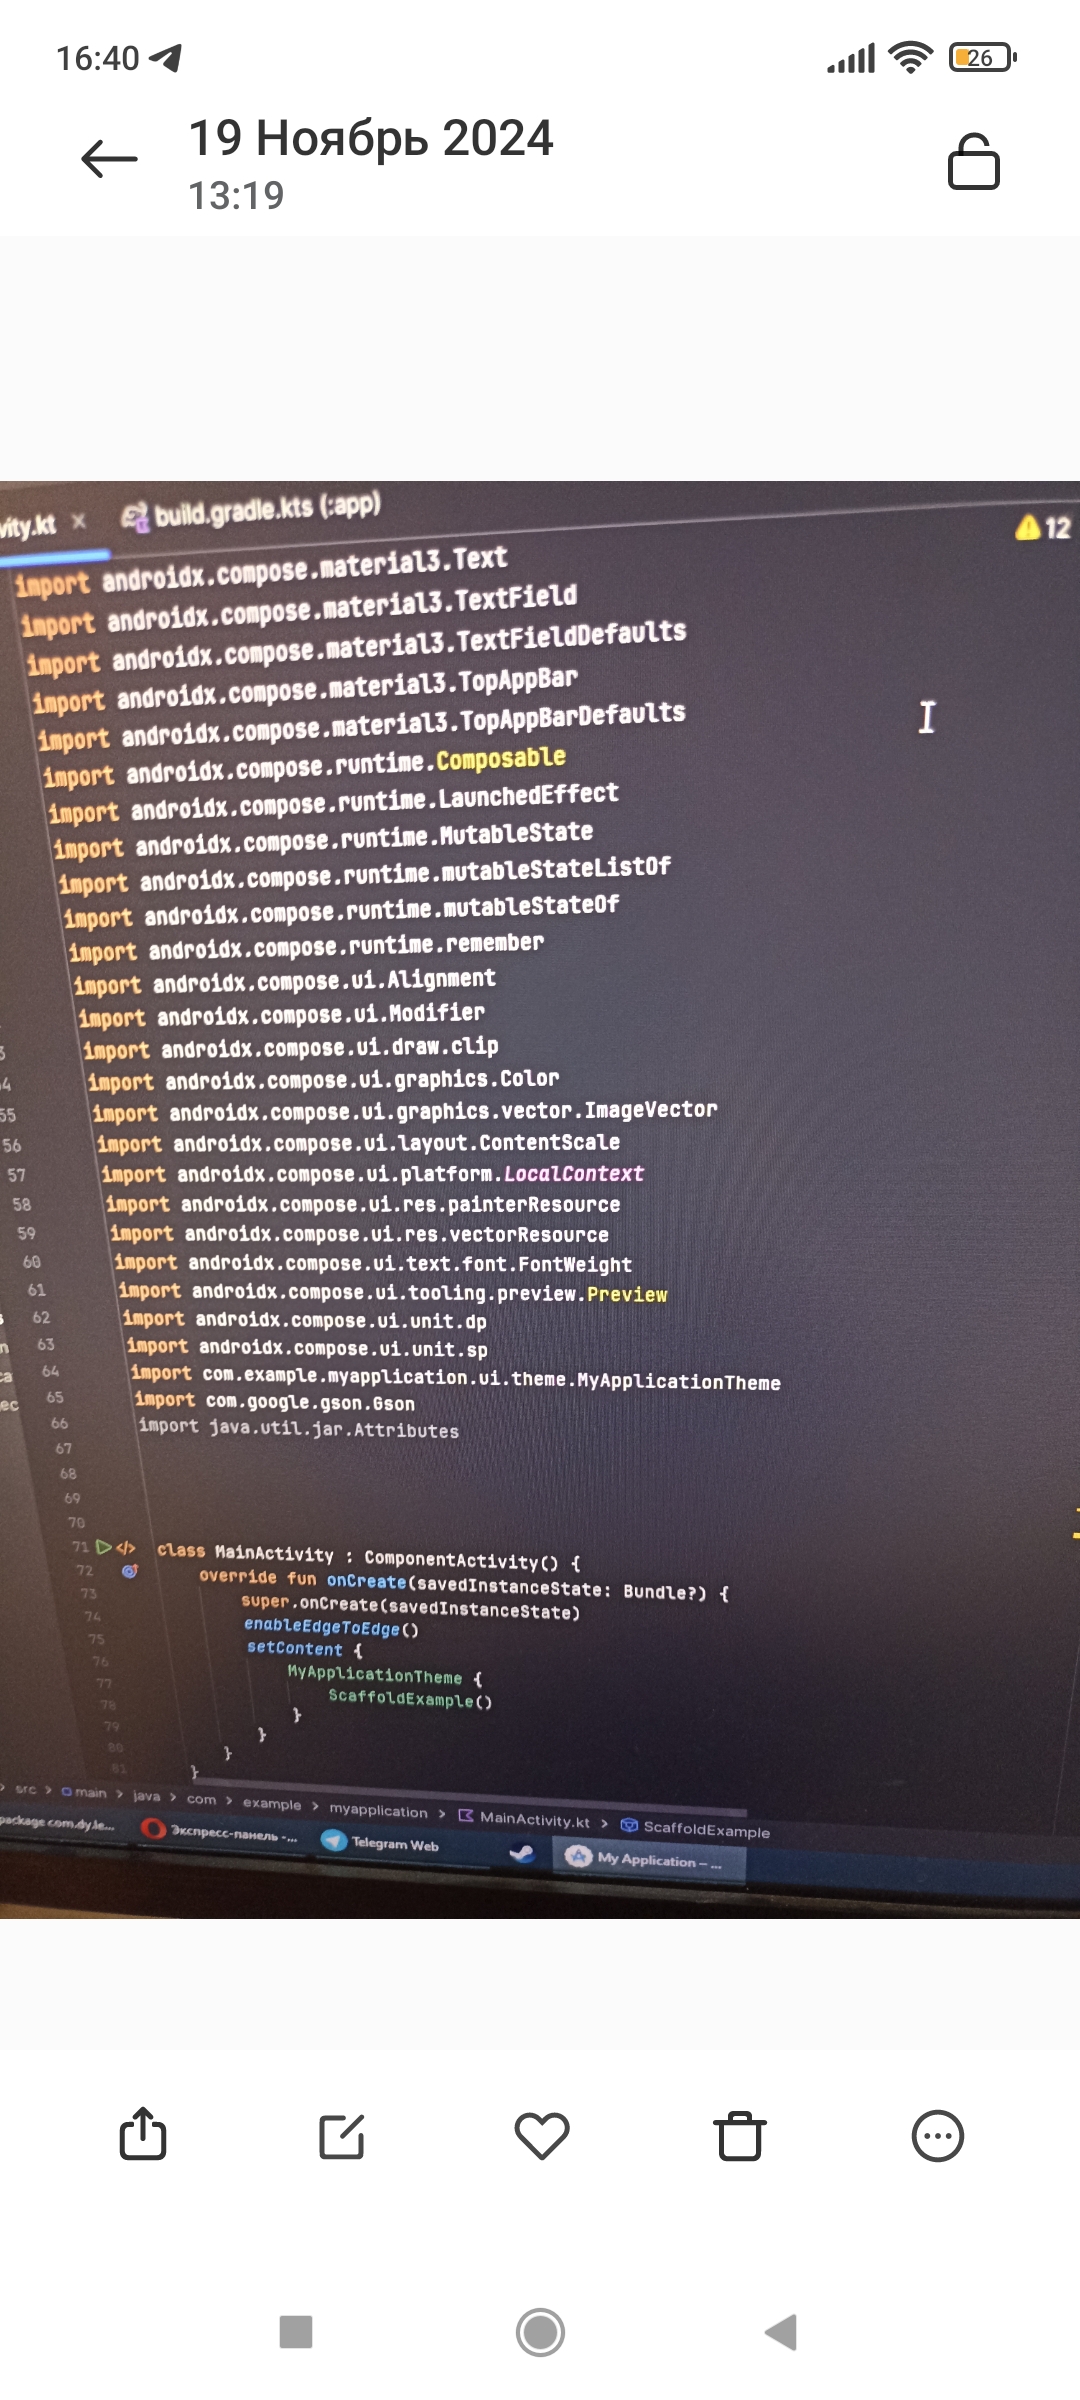 16:40
26
19 Ноябрь 2024
13:19
vity.kt
build.gradle.kts (:app)
12
import androidx.compose.material3.Text
import androidx.compose.material3.TextField
import androidx.compose.material3.TextFieldDefaults
import androidx.compose.material3.TopAppBar
import androidx.compose.material3.TopAppBarDefaults
import androidx.compose.runtime.Composable
import androidx.compose.runtime.LaunchedEffect
import androidx.compose.runtime.MutableState
import androidx.compose.runtime.mutableStateListOf
import androidx.compose.runtime.mutableStateOf
import androidx.compose.runtime.remember
import androidx.compose.ui.Alignment
import androidx.compose.ui.Modifier
3 import androidx.compose.ui.draw.clip
4 import androidx.compose.ui.graphics.Color
55 import androidx.compose.ui.graphics.vector.ImageVector
56 import androidx.compose.ui.layout.ContentScale
57 import androidx.compose.ui.platform.LocalContext
58 import androidx.compose.ui.res.painterResource
59 import androidx.compose.ui.res.vectorResource
60 import androidx.compose.ui.text.font.FontWeight
61 import androidx.compose.ui.tooling.preview.Preview
62 import androidx.compose.ui.unit.dp
63 import androidx.compose.ui.unit.sp
64 import com.example.myapplication.ui.theme.MyApplicationTheme
65 import com.google.gson.Gson
66 import java.util.jar.Attributes
67
68
69
70
71 </> class MainActivity : ComponentActivity() {
72 override fun onCreate(savedInstanceState: Bundle?) {
73 super.onCreate(savedInstanceState)
74 enableEdgeToEdge()
75 setContent {
76 MyApplicationTheme {
77 ScaffoldExample()
78 }
79 }
80 }
81 }
> src > main > java > com > example > myapplication > MainActivity.kt > ScaffoldExample
package com.dy.le...
Экспресс-панель -...
Telegram Web
My Application – ...